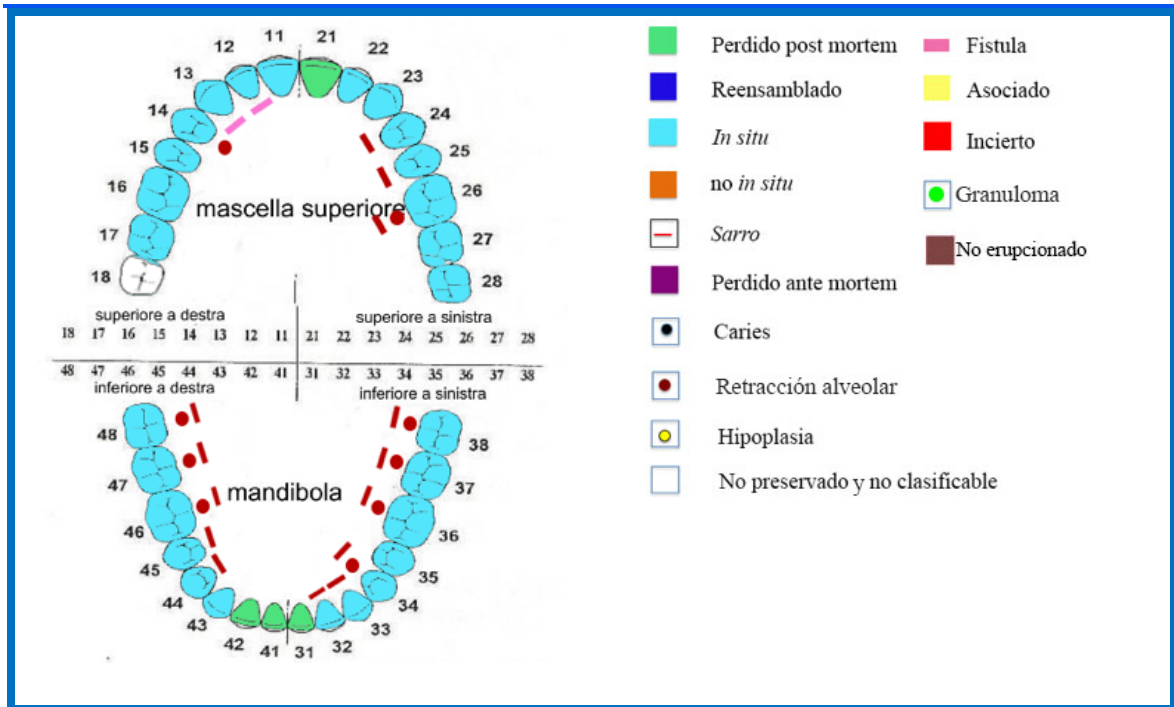 11 21
12 22
13 23
14 24
15 25
16 26
mascella superiore
17 27
18 28
superiore a destra superiore a sinistra
18 17 16 15 14 13 12 11 21 22 23 24 25 26 27 28
48 47 46 45 44 43 42 41 31 32 33 34 35 36 37 38
inferiore a destra inferiore a sinistra
48 38
47 37
mandibola
46 36
45 35
44 34
43 33
42 32
41 31
Perdido post mortem
Reensamblado
In situ
no in situ
Sarro
Perdido ante mortem
Caries
Retracción alveolar
Hipoplasia
No preservado y no clasificable
Fistula
Asociado
Incierto
Granuloma
No erupcionado